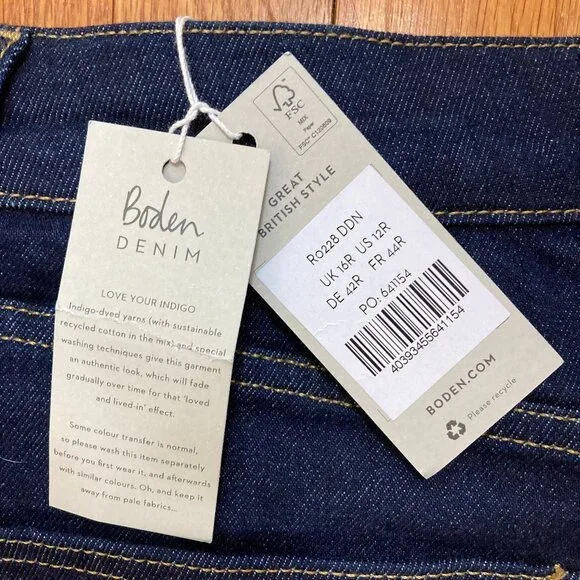 Boden
DENIM
LOVE YOUR INDIGO
Indigo-dyed yarns (with sustainable
recycled cotton in the mix) and special
washing techniques give this garment
an authentic look, which will fade
gradually over time for that 'loved
and lived-in' effect.
Some colour transfer is normal,
so please wash this item separately
before you first wear it, and afterwards
with similar colours. Oh, and keep it
away from pale fabrics...
FSC
MIX
Paper
FSC™ C120609
GREAT
BRITISH STYLE
R0228 DDN
UK 16R US 12R
DE 42R FR 44R
PO: 641154
40393455641154
BODEN.COM
Please recycle